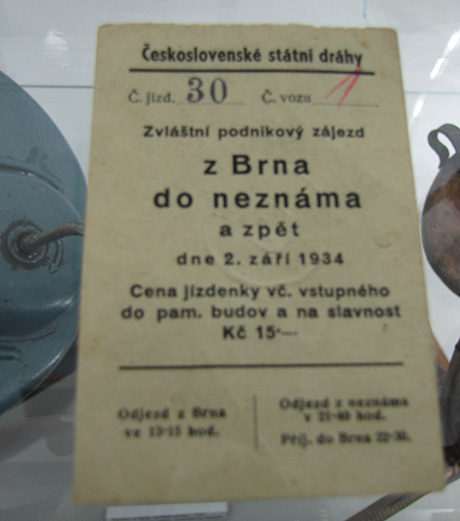 Československé státní dráhy
Č. jízd. 30 Č. vozu 1
Zvláštní podnikový zájezd
z Brna
do neznáma
a zpět
dne 2. září 1934
Cena jízdenky vč. vstupného
do pam. budov a na slavnost
Kč 15·—
Odjezd z Brna
ve 13·15 hod.
Odjezd z neznáma
v 21·40 hod.
Příj. do Brna 22·30.